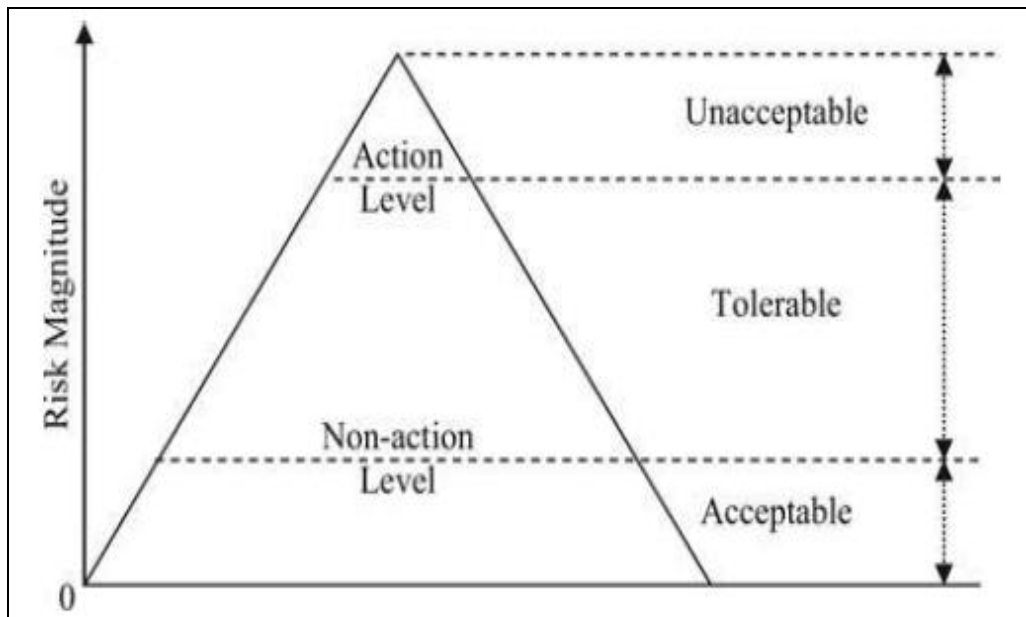 Risk Magnitude
Unacceptable
Action
Level
Tolerable
Non-action
Level
Acceptable
0